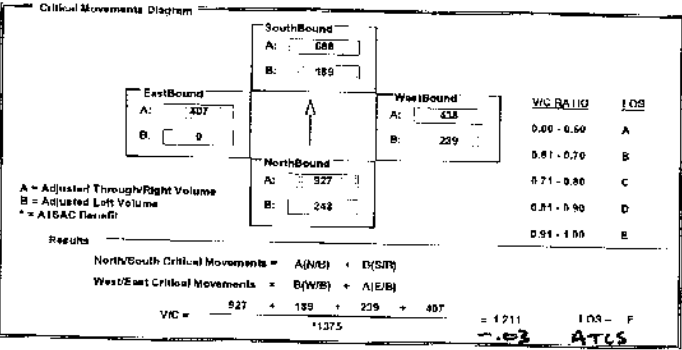 Critical Movements Diagram
SouthBound
A: 688
B: 189
EastBound
A: 407
B: 0
WestBound
A: 438
B: 239
NorthBound
A: 927
B: 248
V/C RATIO LOS
0.00 - 0.60 A
0.61 - 0.70 B
0.71 - 0.80 C
0.81 - 0.90 D
0.91 - 1.00 E
A = Adjusted Through/Right Volume
B = Adjusted Left Volume
* = ATSAC Benefit
Results
North/South Critical Movements = A(N/B) + B(S/B)
West/East Critical Movements = B(W/B) + A(E/B)
V/C = 927 + 189 + 239 + 407
*1375
= 1.211 LOS = F
-.03 ATCS